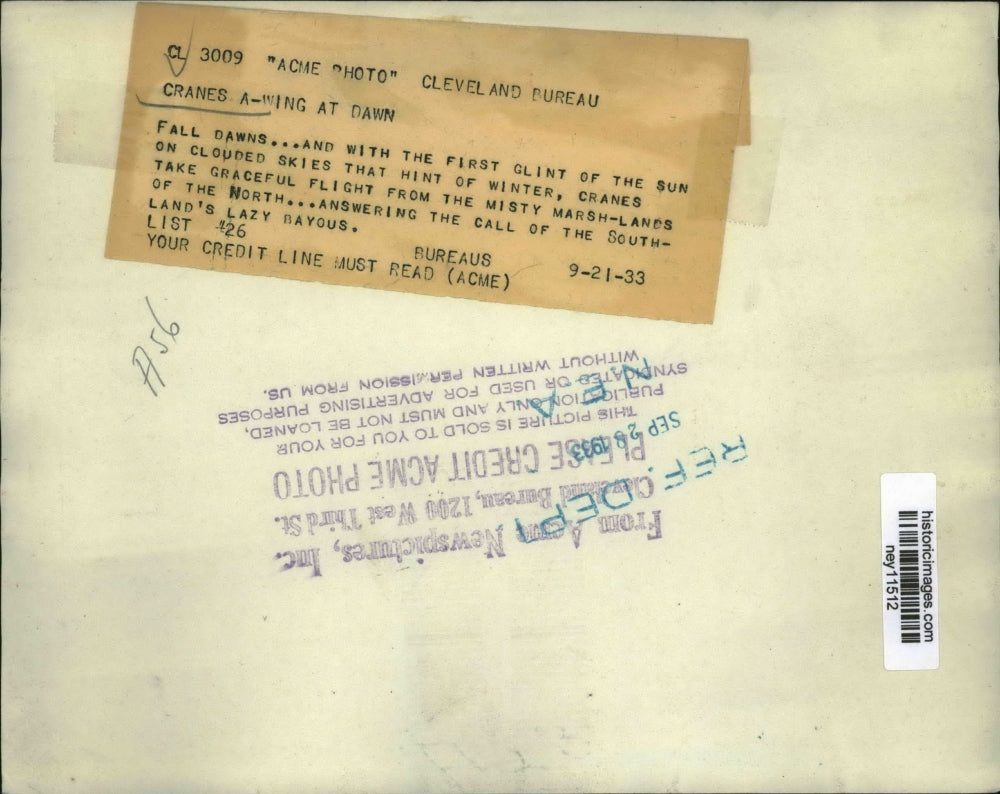 CL 3009 "ACME PHOTO" CLEVELAND BUREAU
CRANES A-WING AT DAWN
FALL DAWNS...AND WITH THE FIRST GLINT OF THE SUN
ON CLOUDED SKIES THAT HINT OF WINTER, CRANES
TAKE GRACEFUL FLIGHT FROM THE MISTY MARSH-LANDS
OF THE NORTH...ANSWERING THE CALL OF THE SOUTH-
LAND'S LAZY BAYOUS.
LIST #26 BUREAUS 9-21-33
YOUR CREDIT LINE MUST READ (ACME)
A56
From Acme Newspictures, Inc.
Cleveland Bureau, 1200 West Third St.
PLEASE CREDIT ACME PHOTO
THIS PICTURE IS SOLD TO YOU FOR YOUR
PUBLICATION ONLY AND MUST NOT BE LOANED,
SYNDICATED OR USED FOR ADVERTISING PURPOSES
WITHOUT WRITTEN PERMISSION FROM US.
REF. DEPT
SEP 28 1933
N.E.A
historicimages.com
ney11512